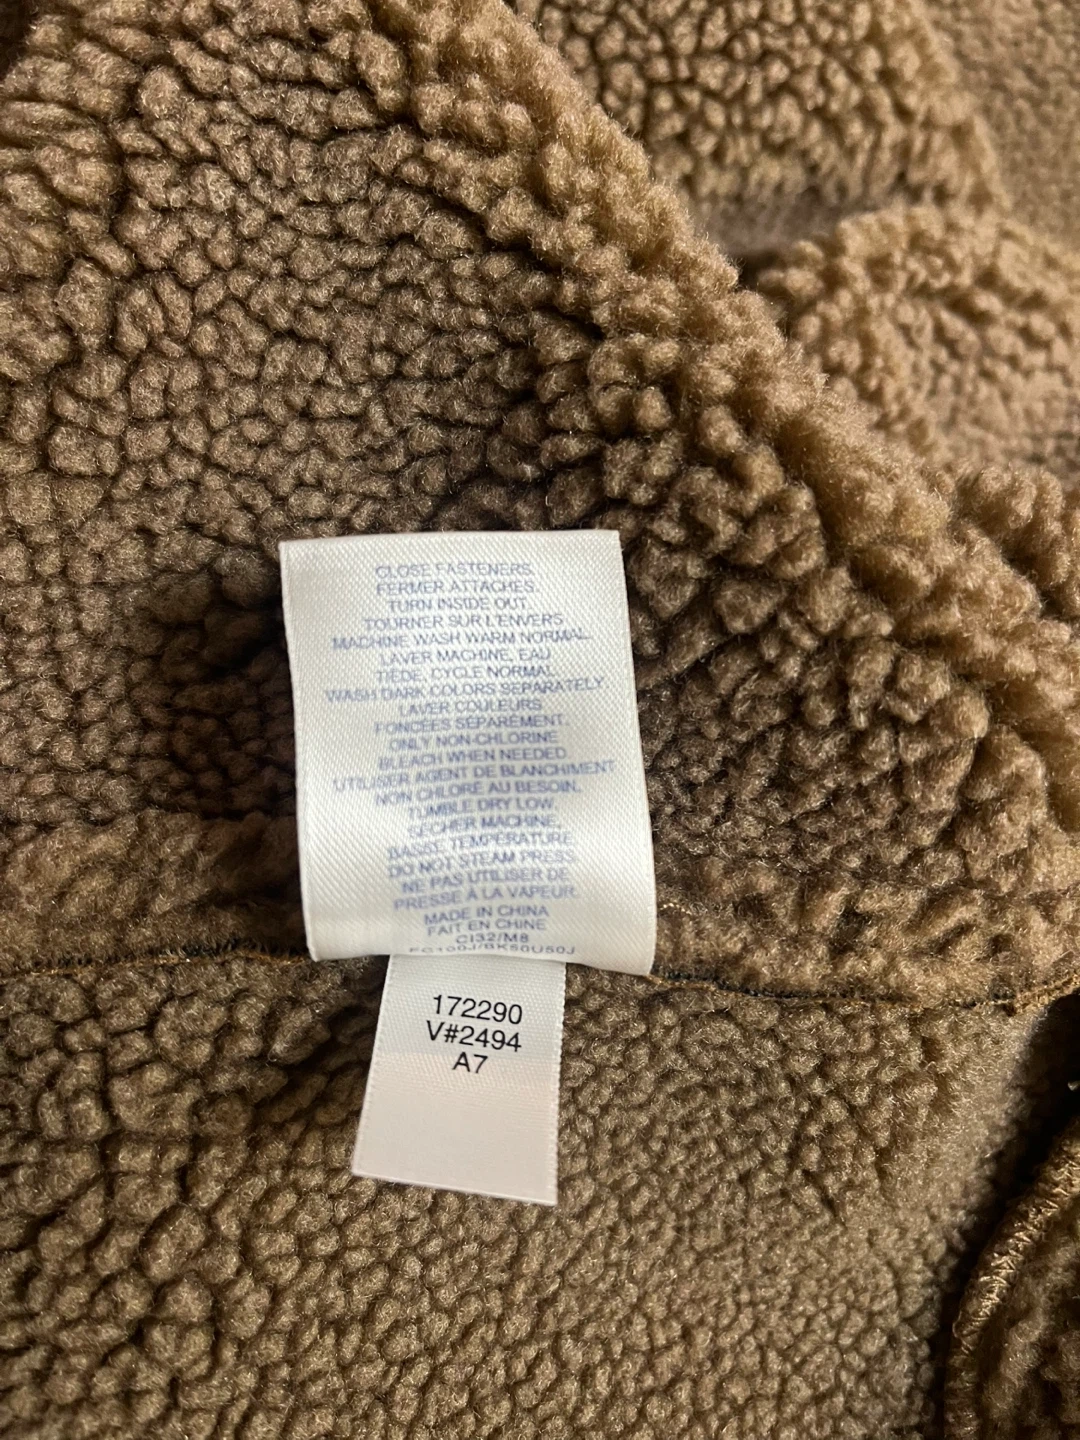 CLOSE FASTENERS.
FERMER ATTACHES.
TURN INSIDE OUT.
TOURNER SUR L'ENVERS
MACHINE WASH WARM NORMAL.
LAVER MACHINE, EAU
TIÈDE, CYCLE NORMAL
WASH DARK COLORS SEPARATELY
LAVER COULEURS
FONCÉES SÉPARÉMENT.
ONLY NON-CHLORINE
BLEACH WHEN NEEDED
UTILISER AGENT DE BLANCHIMENT
NON CHLORÉ AU BESOIN.
TUMBLE DRY LOW.
SÉCHER MACHINE,
BASSE TEMPÉRATURE
DO NOT STEAM PRESS
NE PAS UTILISER DE
PRESSE À LA VAPEUR.
MADE IN CHINA
FAIT EN CHINE
CI32/M8
172290
V#2494
A7